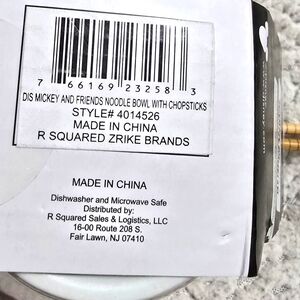 7 66169 23258 3
DIS MICKEY AND FRIENDS NOODLE BOWL WITH CHOPSTICKS
STYLE# 4014526
MADE IN CHINA
R SQUARED ZRIKE BRANDS
MADE IN CHINA
Dishwasher and Microwave Safe
Distributed by:
R Squared Sales & Logistics, LLC
16-00 Route 208 S.
Fair Lawn, NJ 07410